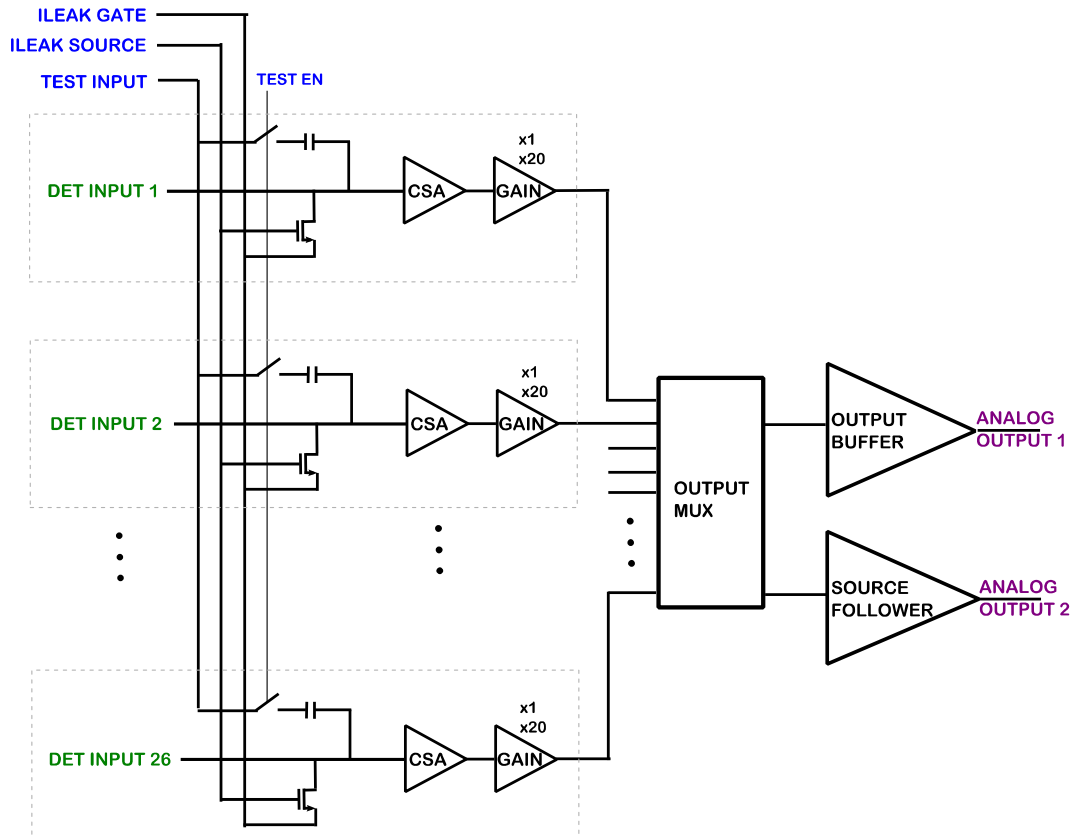 ILEAK GATE
ILEAK SOURCE
TEST INPUT
TEST EN
x1
x20
DET INPUT 1
CSA
GAIN
x1
x20
DET INPUT 2
CSA
GAIN
OUTPUT
MUX
OUTPUT
BUFFER
ANALOG
OUTPUT 1
SOURCE
FOLLOWER
ANALOG
OUTPUT 2
x1
x20
DET INPUT 26
CSA
GAIN